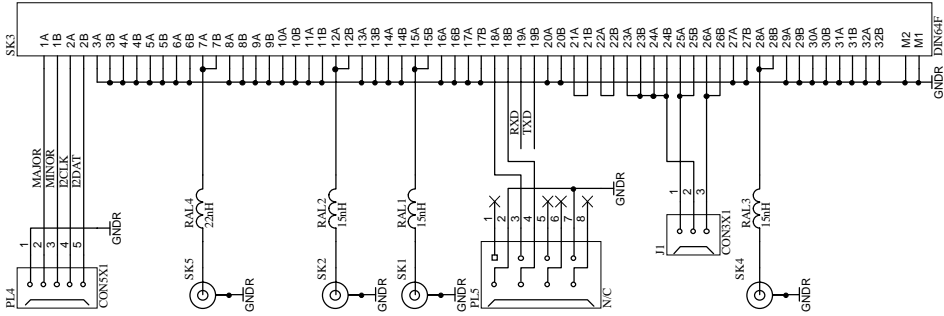 SK3
1A
1B
2A
2B
3A
3B
4A
4B
5A
5B
6A
6B
7A
7B
8A
8B
9A
9B
10A
10B
11A
11B
12A
12B
13A
13B
14A
14B
15A
15B
16A
16B
17A
17B
18A
18B
19A
19B
20A
20B
21A
21B
22A
22B
23A
23B
24A
24B
25A
25B
26A
26B
27A
27B
28A
28B
29A
29B
30A
30B
31A
31B
32A
32B
M2
M1
DIN64F
GNDR
MAJOR
MINOR
I2CLK
I2DAT
RXD
TXD
1
2
3
4
5
GNDR
PL4
CON5X1
RAL4
22nH
SK5
GNDR
RAL2
15nH
SK2
GNDR
RAL1
15nH
SK1
GNDR
1
2
3
4
5
6
7
8
GNDR
PL5
N/C
1
2
3
J1
CON3X1
RAL3
15nH
SK4
GNDR